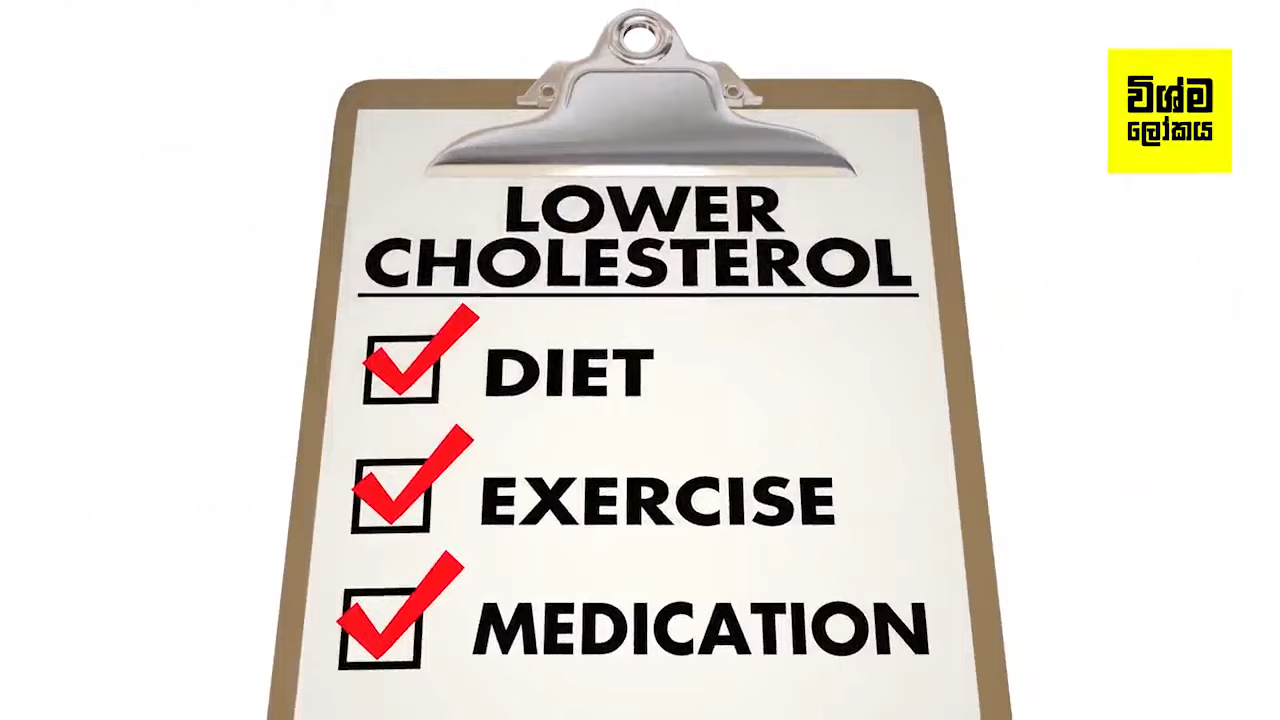 විශ්ම
ලෝකය
LOWER
CHOLESTEROL
DIET
EXERCISE
MEDICATION